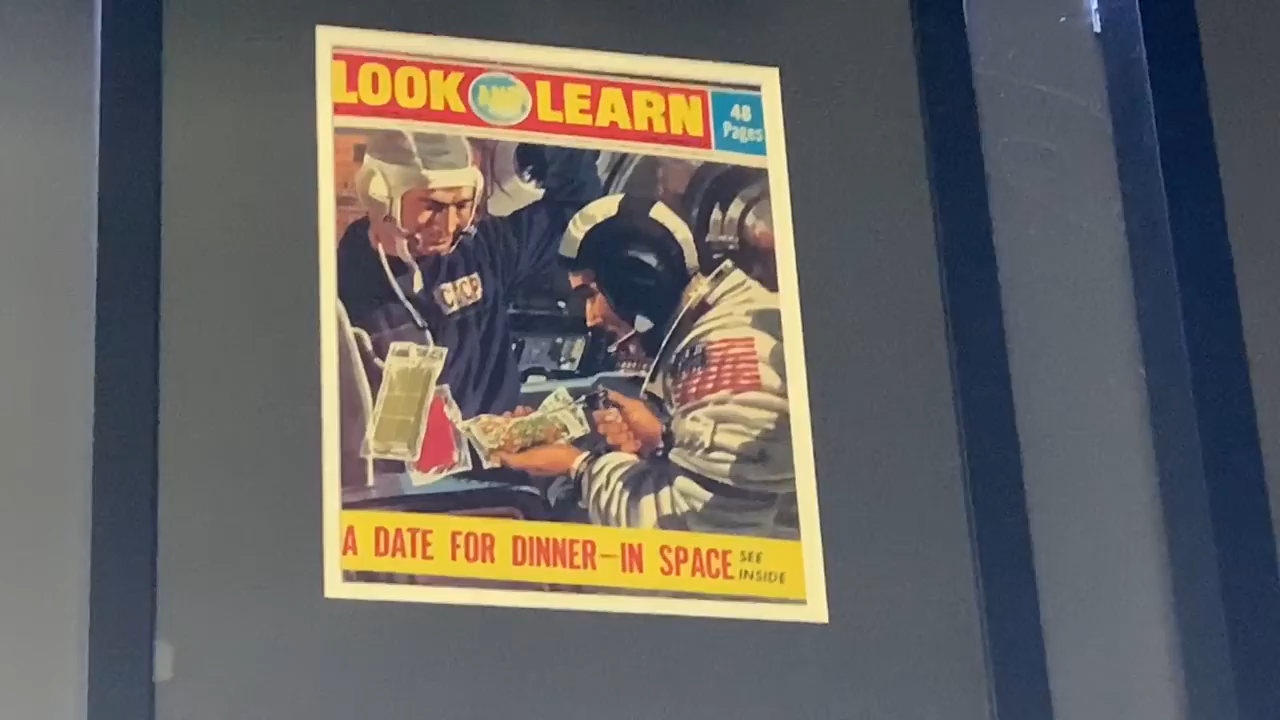 LOOK AND LEARN
48
Pages
CCCP
A DATE FOR DINNER—IN SPACE
SEE
INSIDE